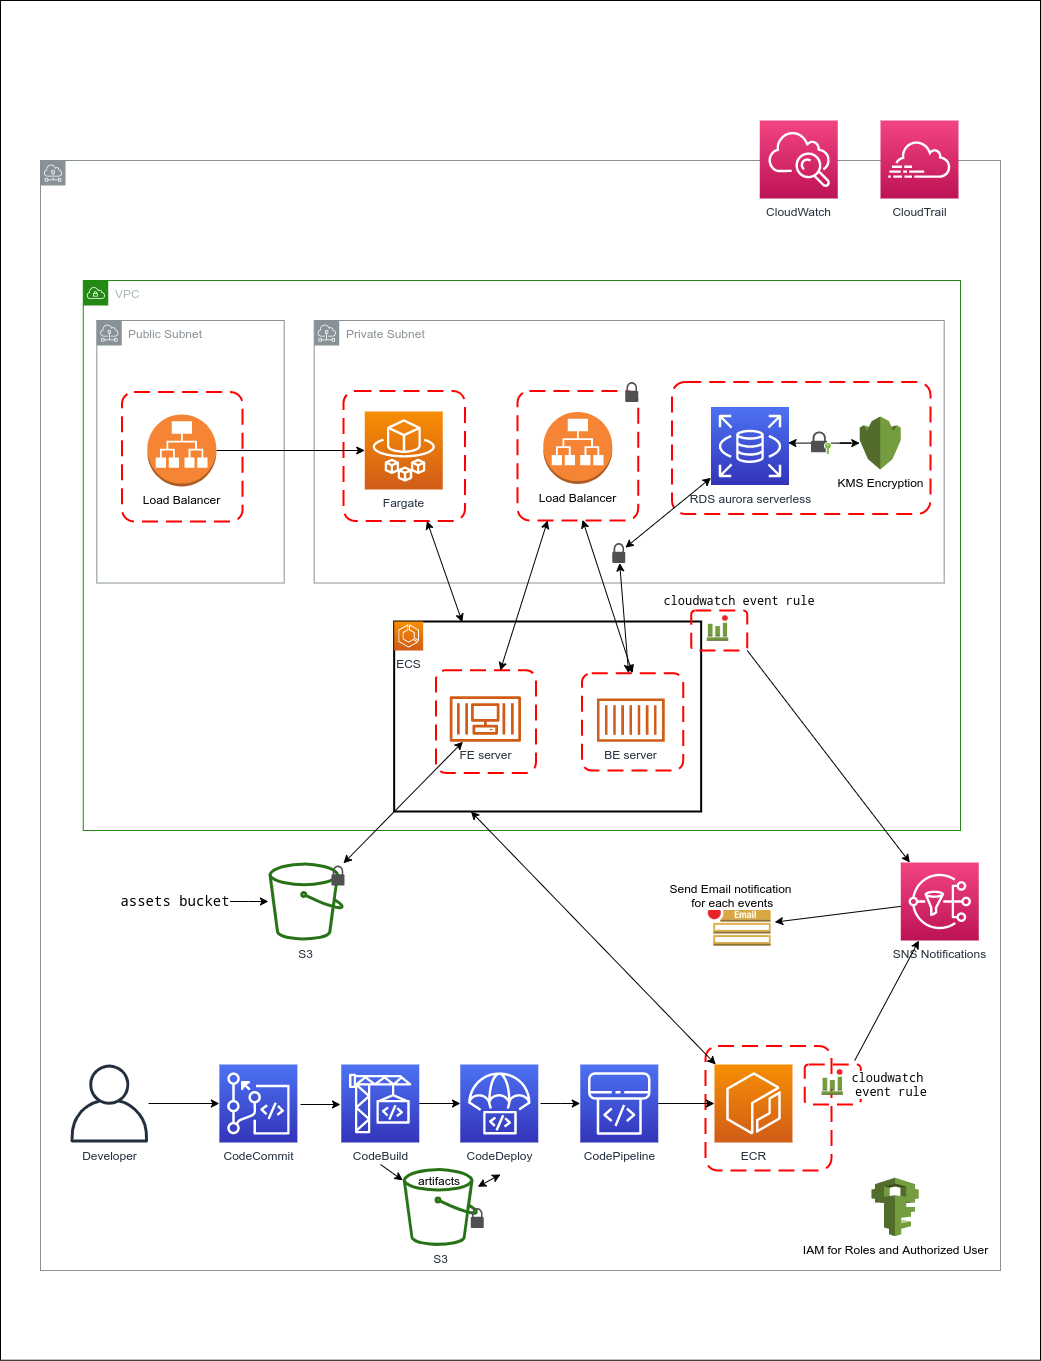 CloudWatch
CloudTrail
VPC
Public Subnet
Private Subnet
Load Balancer
Fargate
Load Balancer
RDS aurora serverless
KMS Encryption
cloudwatch event rule
ECS
FE server
BE server
assets bucket
S3
Send Email notification
for each events
Email
SNS Notifications
Developer
CodeCommit
CodeBuild
CodeDeploy
CodePipeline
ECR
cloudwatch
event rule
artifacts
S3
IAM for Roles and Authorized User